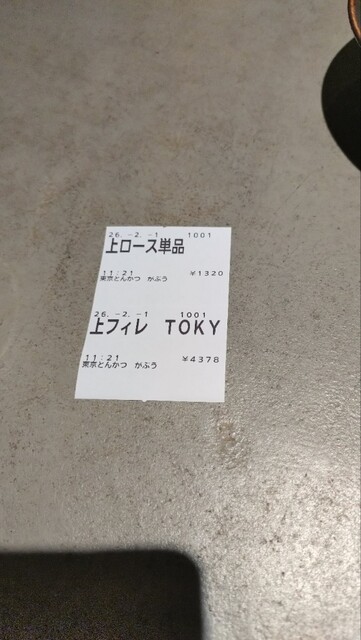 26.-2.-1 1001
上ロース単品
11:21 ¥1320
東京とんかつ がぶう
26.-2.-1 1001
上フィレ TOKY
11:21 ¥4378
東京とんかつ がぶう